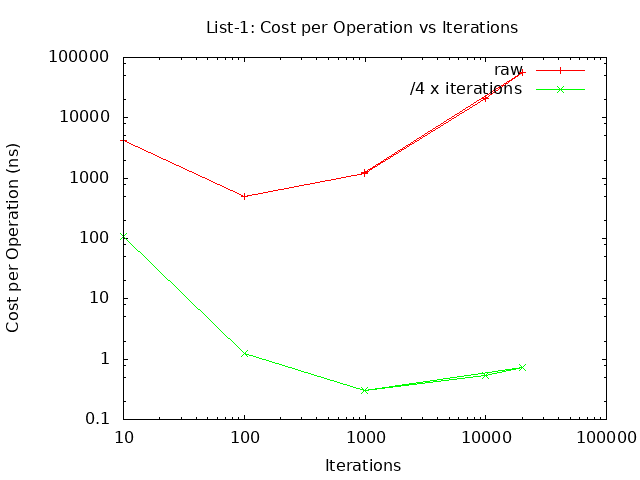 List-1: Cost per Operation vs Iterations
100000
10000
1000
100
10
1
0.1
Cost per Operation (ns)
raw
/4 x iterations
10 100 1000 10000 100000
Iterations